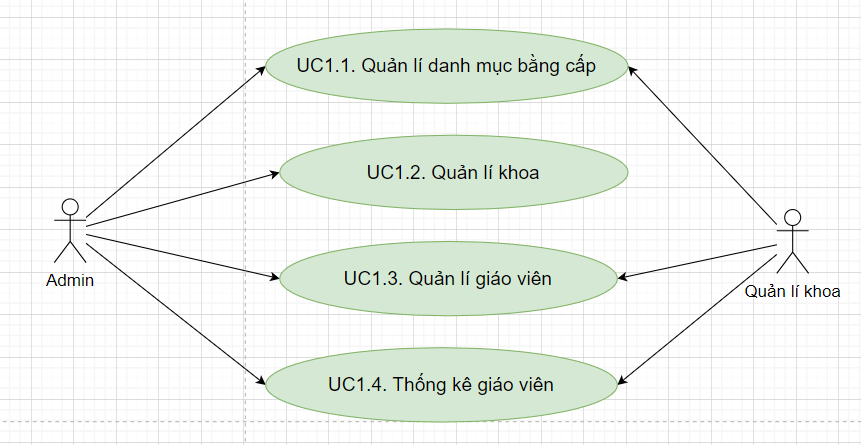 UC1.1. Quản lí danh mục bằng cấp
UC1.2. Quản lí khoa
UC1.3. Quản lí giáo viên
UC1.4. Thống kê giáo viên
Admin
Quản lí khoa